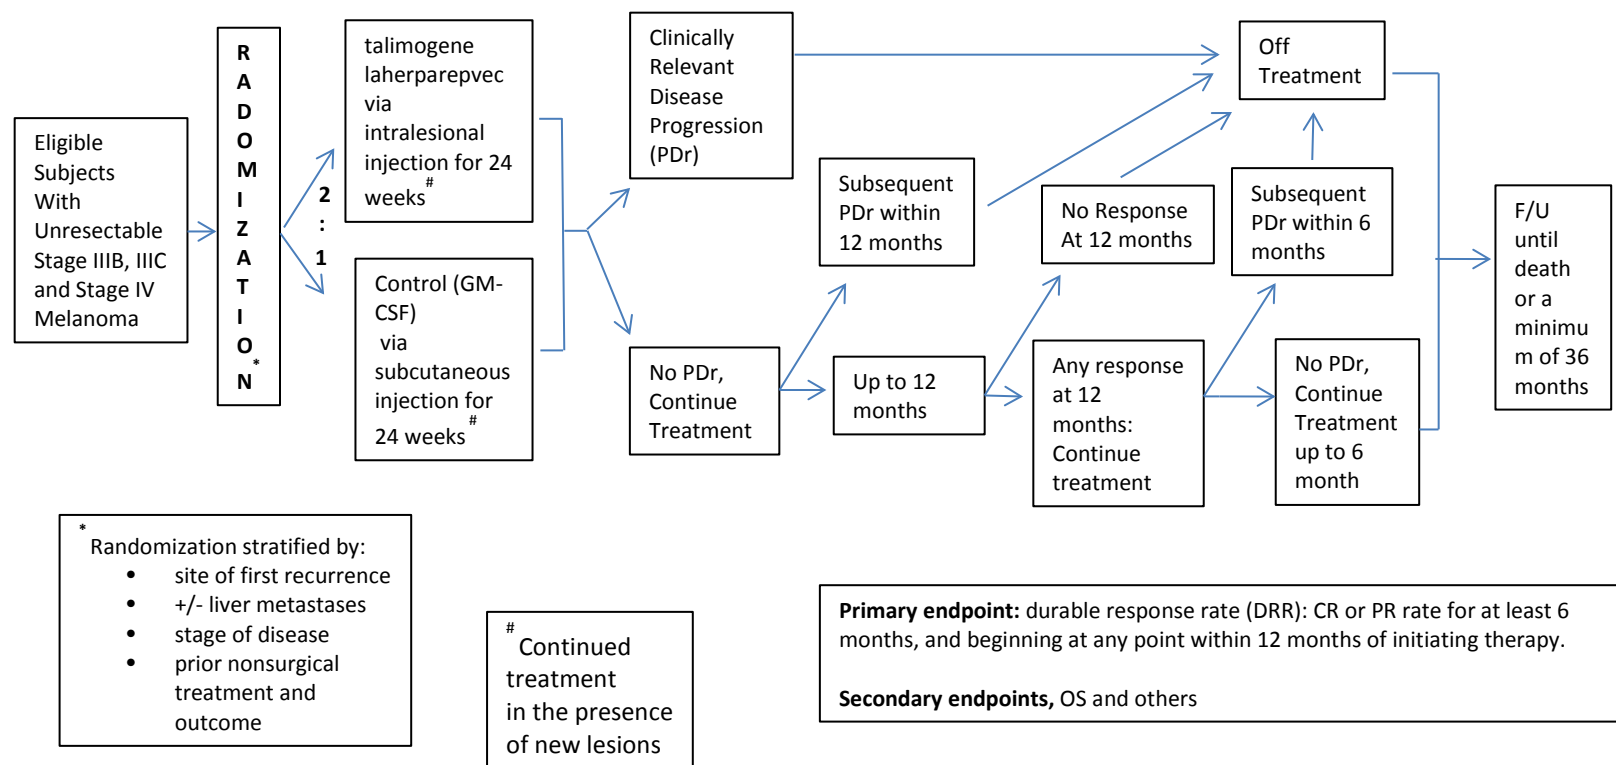 Eligible
Subjects
With
Unresectable
Stage IIIB, IIIC
and Stage IV
Melanoma
R
A
D
O
M
I
Z
A
T
I
O
*
N
2
:
1
talimogene
laherparepvec
via
intralesional
injection for 24
weeks#
Control (GM-
CSF)
via
subcutaneous
injection for
24 weeks#
Clinically
Relevant
Disease
Progression
(PDr)
No PDr,
Continue
Treatment
Subsequent
PDr within
12 months
Up to 12
months
No Response
At 12 months
Any response
at 12
months:
Continue
treatment
Off
Treatment
Subsequent
PDr within 6
months
No PDr,
Continue
Treatment
up to 6
month
F/U
until
death
or a
minimu
m of 36
months
* Randomization stratified by:
• site of first recurrence
• +/- liver metastases
• stage of disease
• prior nonsurgical
treatment and
outcome
# Continued
treatment
in the presence
of new lesions
Primary endpoint: durable response rate (DRR): CR or PR rate for at least 6
months, and beginning at any point within 12 months of initiating therapy.
Secondary endpoints, OS and others